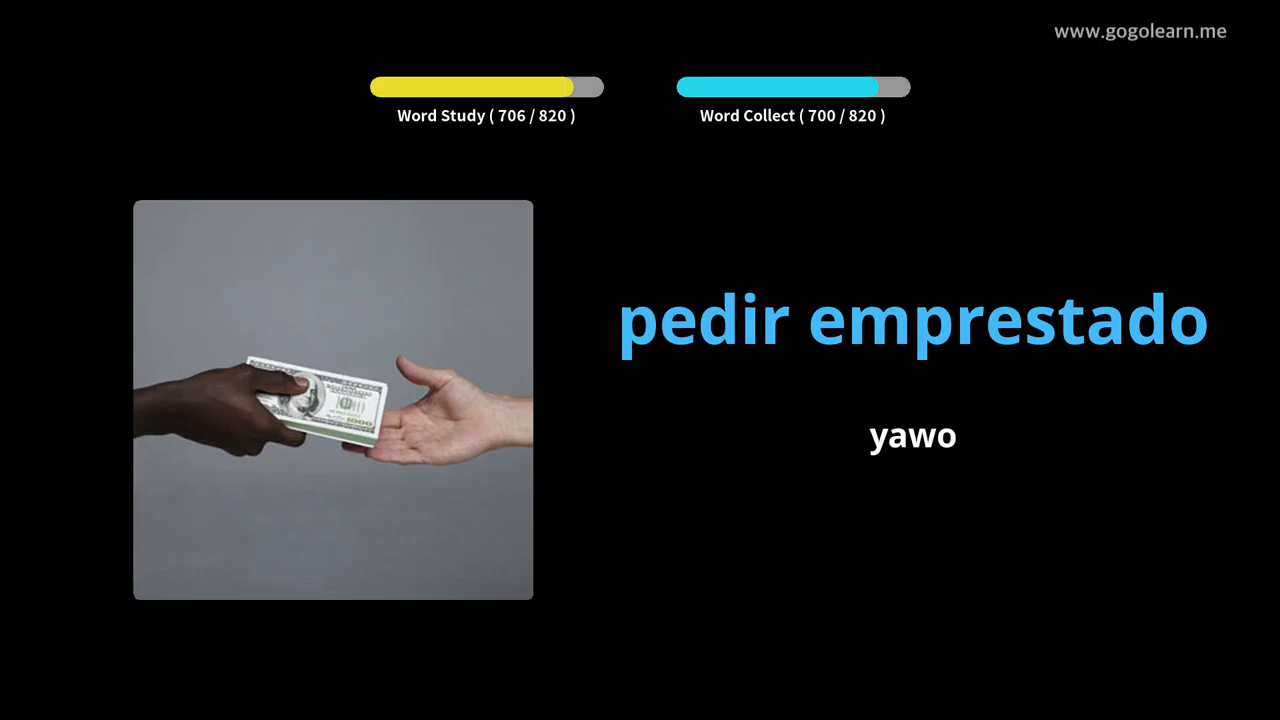 www.gogolearn.me
Word Study ( 706 / 820 )
Word Collect ( 700 / 820 )
pedir emprestado
yawo